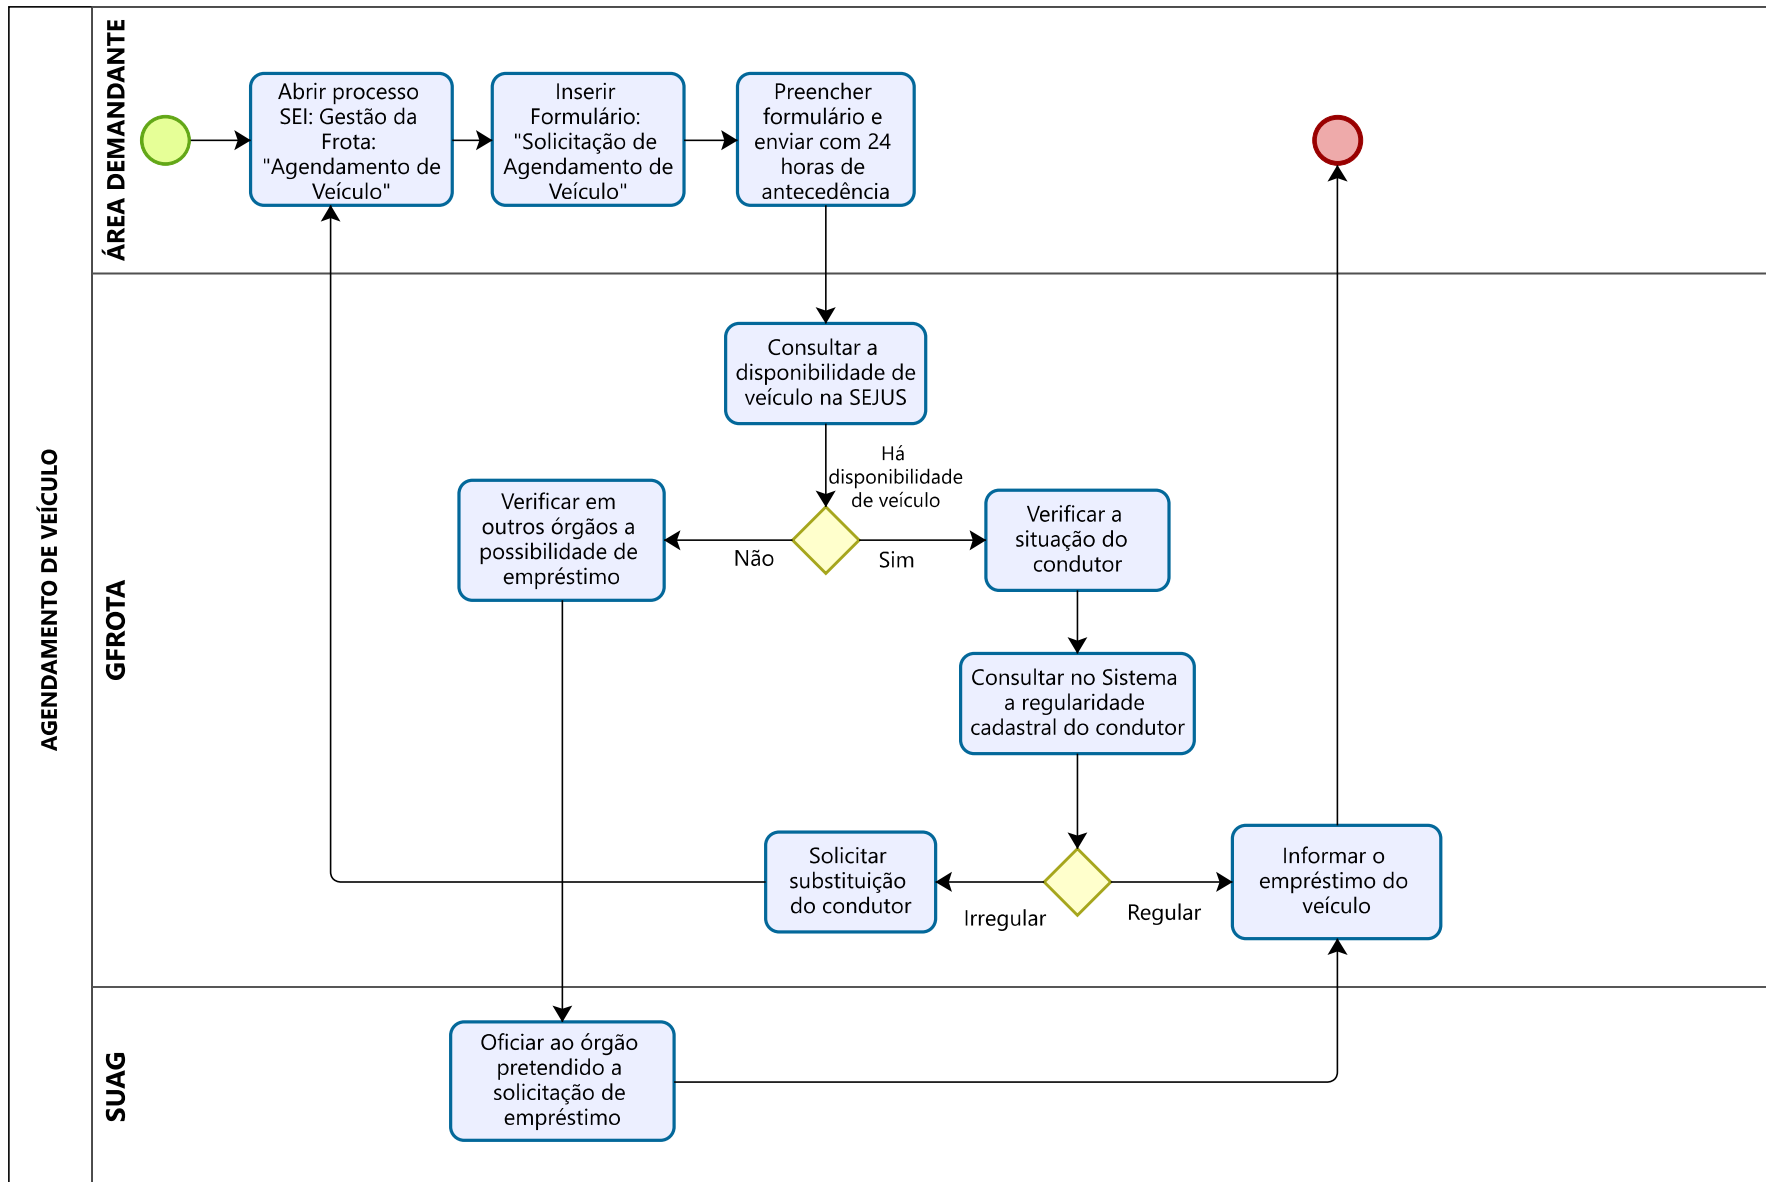 AGENDAMENTO DE VEÍCULO
ÁREA DEMANDANTE
Abrir processo
SEI: Gestão da
Frota:
"Agendamento de
Veículo"
Inserir
Formulário:
"Solicitação de
Agendamento de
Veículo"
Preencher
formulário e
enviar com 24
horas de
antecedência
GFROTA
Consultar a
disponibilidade de
veículo na SEJUS
Há
disponibilidade
de veículo
Não
Sim
Verificar em
outros órgãos a
possibilidade de
empréstimo
Verificar a
situação do
condutor
Consultar no Sistema
a regularidade
cadastral do condutor
Irregular
Regular
Solicitar
substituição
do condutor
Informar o
empréstimo do
veículo
SUAG
Oficiar ao órgão
pretendido a
solicitação de
empréstimo